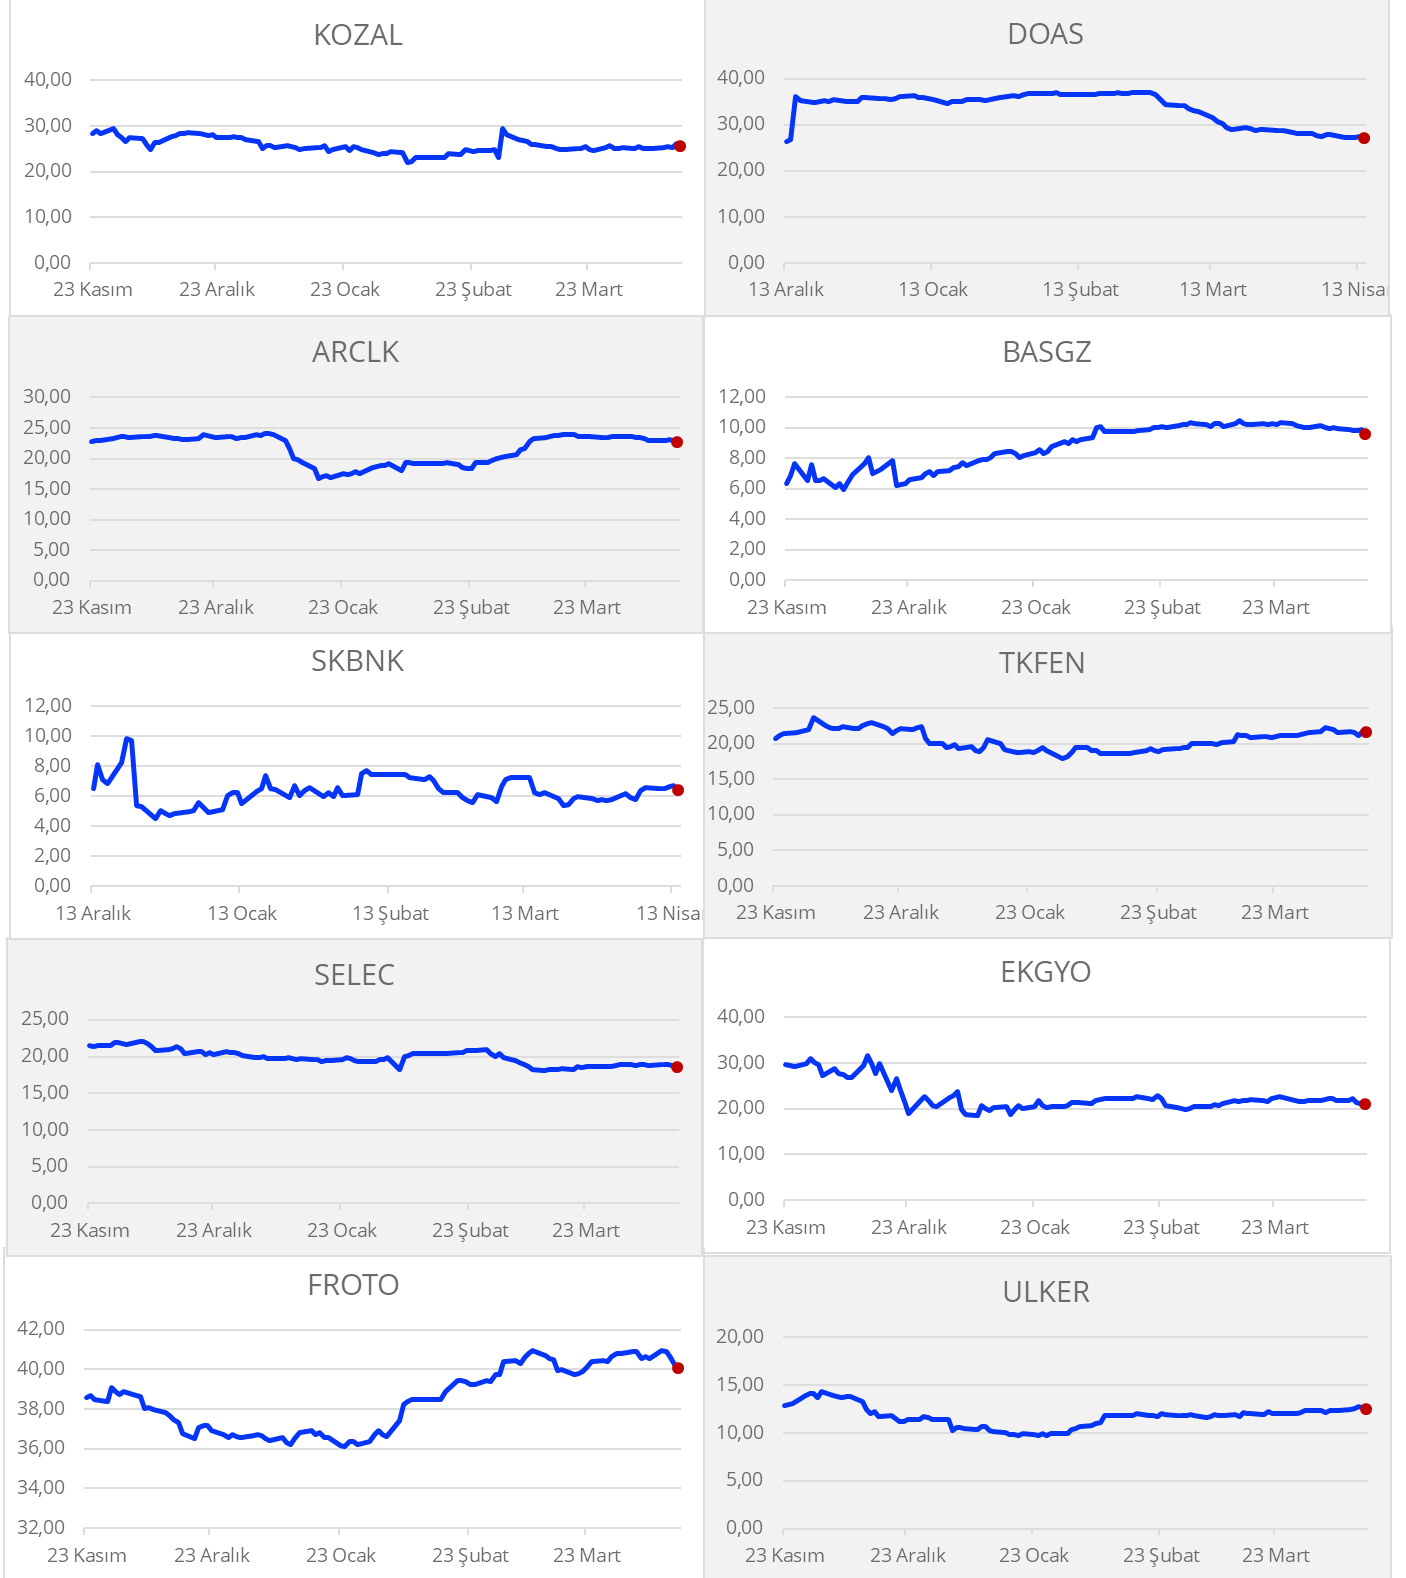 KOZAL
40,00
30,00
20,00
10,00
0,00
23 Kasım 23 Aralık 23 Ocak 23 Şubat 23 Mart
DOAS
40,00
30,00
20,00
10,00
0,00
13 Aralık 13 Ocak 13 Şubat 13 Mart 13 Nisa
ARCLK
30,00
25,00
20,00
15,00
10,00
5,00
0,00
23 Kasım 23 Aralık 23 Ocak 23 Şubat 23 Mart
BASGZ
12,00
10,00
8,00
6,00
4,00
2,00
0,00
23 Kasım 23 Aralık 23 Ocak 23 Şubat 23 Mart
SKBNK
12,00
10,00
8,00
6,00
4,00
2,00
0,00
13 Aralık 13 Ocak 13 Şubat 13 Mart 13 Nisa
TKFEN
25,00
20,00
15,00
10,00
5,00
0,00
23 Kasım 23 Aralık 23 Ocak 23 Şubat 23 Mart
SELEC
25,00
20,00
15,00
10,00
5,00
0,00
23 Kasım 23 Aralık 23 Ocak 23 Şubat 23 Mart
EKGYO
40,00
30,00
20,00
10,00
0,00
23 Kasım 23 Aralık 23 Ocak 23 Şubat 23 Mart
FROTO
42,00
40,00
38,00
36,00
34,00
32,00
23 Kasım 23 Aralık 23 Ocak 23 Şubat 23 Mart
ULKER
20,00
15,00
10,00
5,00
0,00
23 Kasım 23 Aralık 23 Ocak 23 Şubat 23 Mart